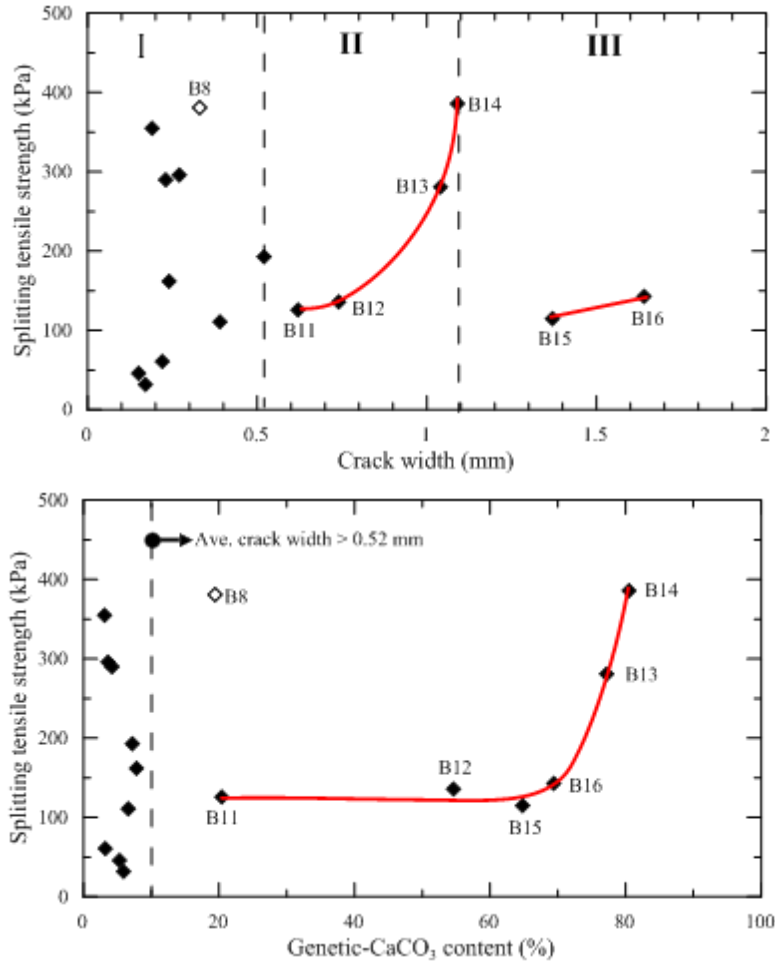 500
I
II
III
B8
400
B14
300
B13
200
B12
B11
100
B15
B16
0
0
0.5
1
1.5
2
Splitting tensile strength (kPa)
Crack width (mm)
500
Ave. crack width > 0.52 mm
400
B8
B14
300
B13
200
B12
B16
100
B11
B15
0
0
20
40
60
80
100
Splitting tensile strength (kPa)
Genetic-CaCO₃ content (%)